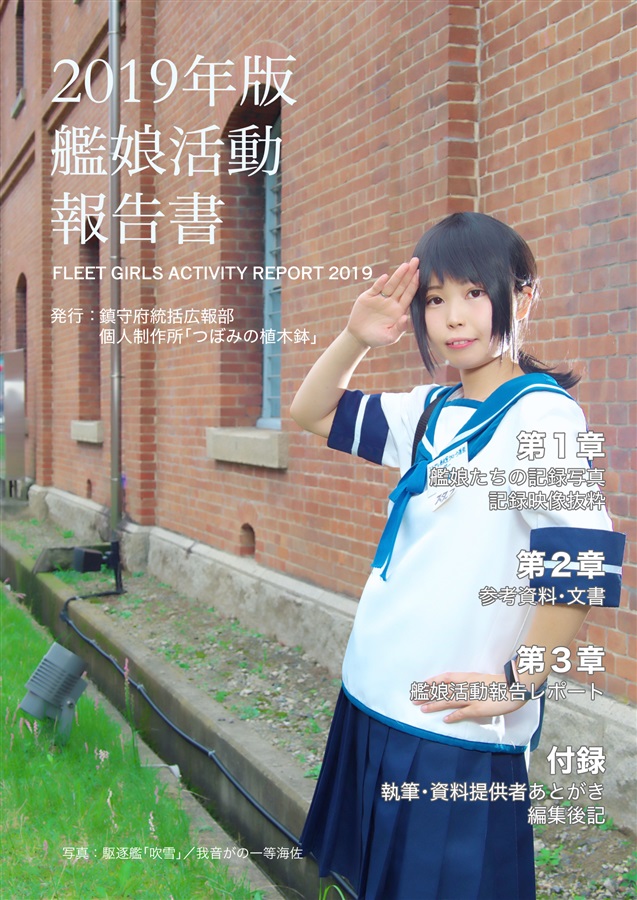 2019年版
艦娘活動
報告書
FLEET GIRLS ACTIVITY REPORT 2019
発行：鎮守府統括広報部
個人制作所「つぼみの植木鉢」
第1章
艦娘たちの記録写真
記録映像抜粋
第2章
参考資料・文書
第3章
艦娘活動報告レポート
付録
執筆・資料提供者あとがき
編集後記
写真：駆逐艦「吹雪」／我音がの一等海佐